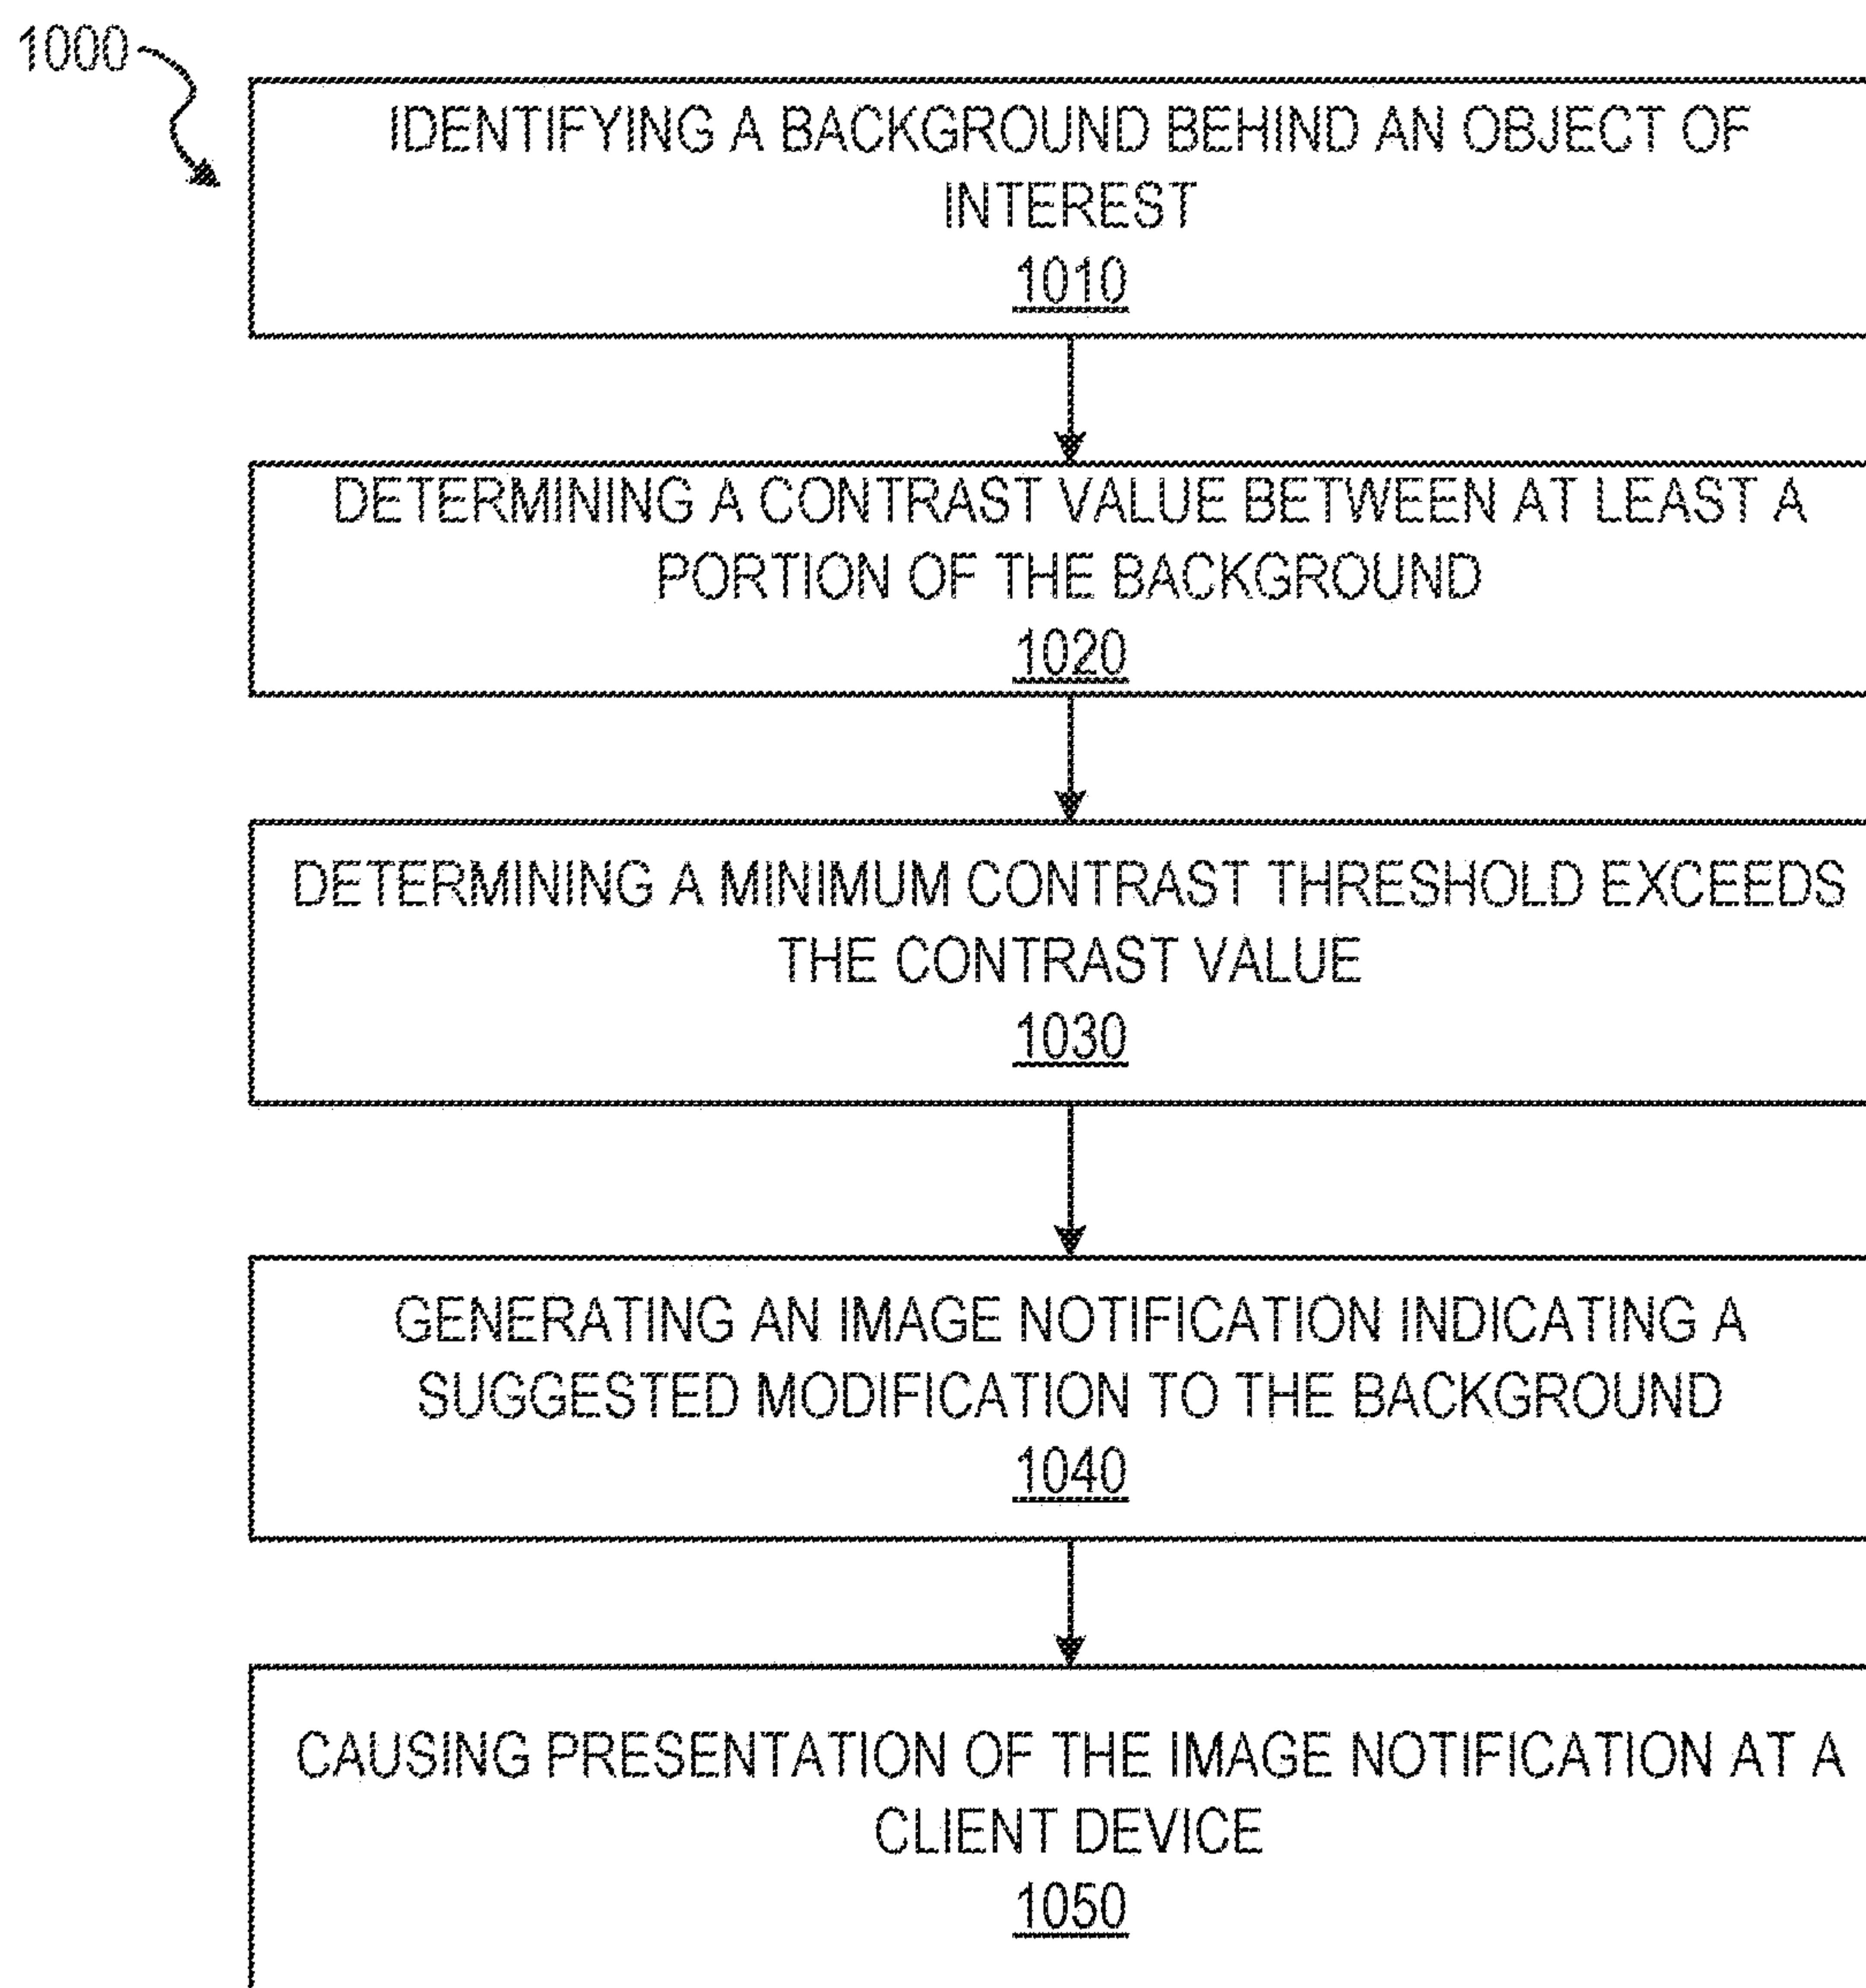 1000
IDENTIFYING A BACKGROUND BEHIND AN OBJECT OF
INTEREST
1010
DETERMINING A CONTRAST VALUE BETWEEN AT LEAST A
PORTION OF THE BACKGROUND
1020
DETERMINING A MINIMUM CONTRAST THRESHOLD EXCEEDS
THE CONTRAST VALUE
1030
GENERATING AN IMAGE NOTIFICATION INDICATING A
SUGGESTED MODIFICATION TO THE BACKGROUND
1040
CAUSING PRESENTATION OF THE IMAGE NOTIFICATION AT A
CLIENT DEVICE
1050